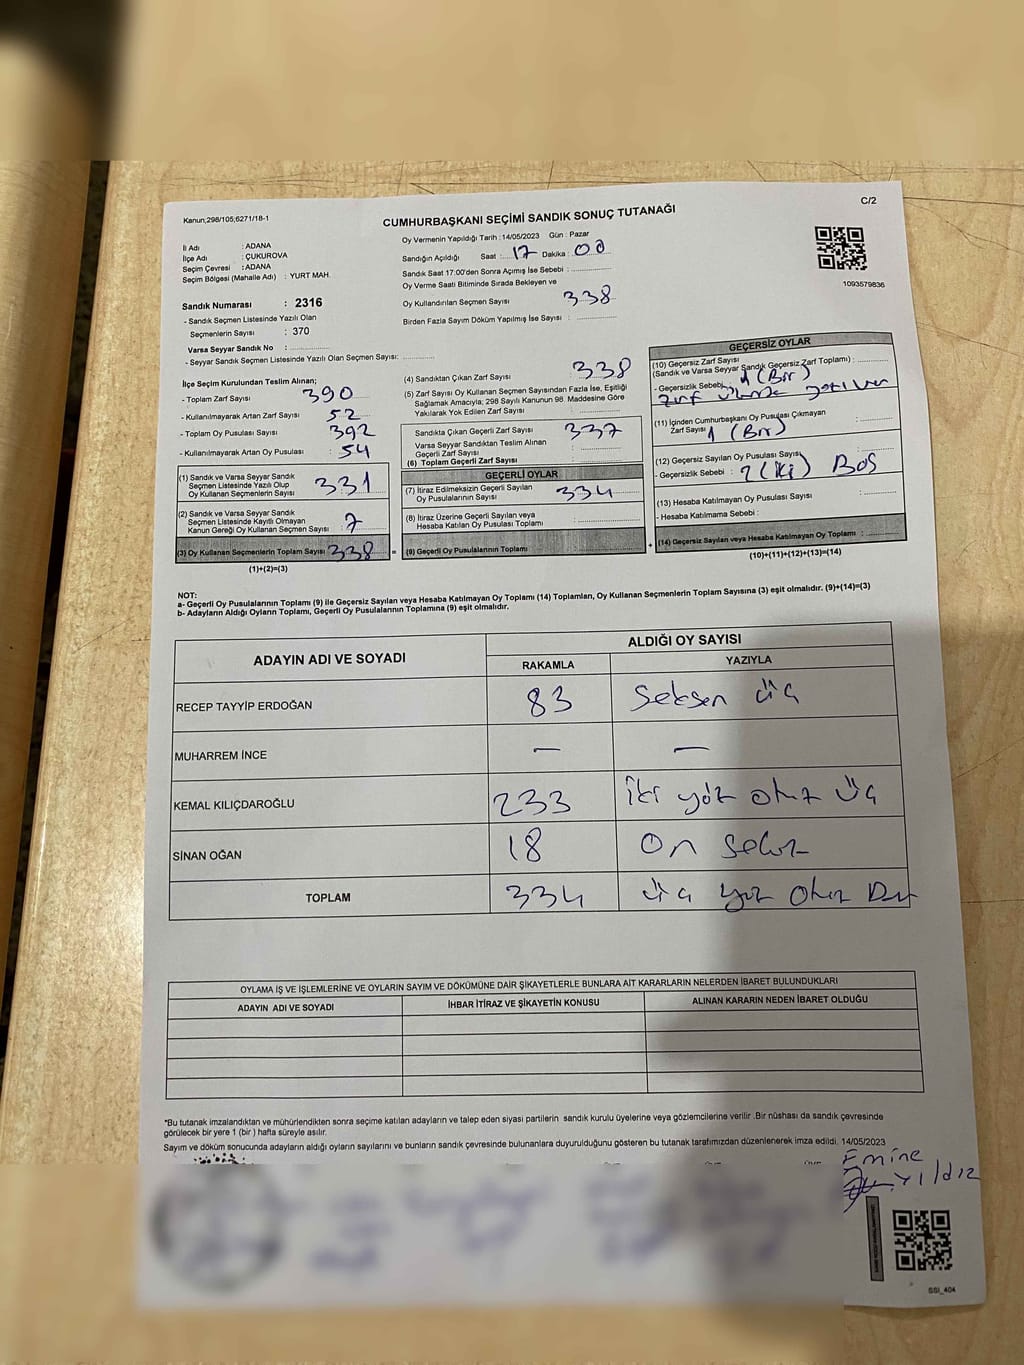 Kanun;298/105;6271/18-1
C/2
CUMHURBAŞKANI SEÇİMİ SANDIK SONUÇ TUTANAĞI
İl Adı : ADANA
İlçe Adı : ÇUKUROVA
Seçim Çevresi : ADANA
Seçim Bölgesi (Mahalle Adı) : YURT MAH.
Sandık Numarası : 2316
- Sandık Seçmen Listesinde Yazılı Olan
Seçmenlerin Sayısı : 370
Varsa Seyyar Sandık No :
- Seyyar Sandık Seçmen Listesinde Yazılı Olan Seçmen Sayısı:
Oy Vermenin Yapıldığı Tarih :14/05/2023 Gün : Pazar
Sandığın Açıldığı Saat : 17 Dakika : 00
Sandık Saat 17:00'den Sonra Açımış İse Sebebi :
Oy Verme Saati Bitiminde Sırada Bekleyen ve
Oy Kullandırılan Seçmen Sayısı 338
Birden Fazla Sayım Döküm Yapılmış İse Sayısı :
1093579836
İlçe Seçim Kurulundan Teslim Alınan;
- Toplam Zarf Sayısı 390
- Kullanılmayarak Artan Zarf Sayısı 52
- Toplam Oy Pusulası Sayısı 392
- Kullanılmayarak Artan Oy Pusulası : 54
(1) Sandık ve Varsa Seyyar Sandık
Seçmen Listesinde Yazılı Olup
Oy Kullanan Seçmenlerin Sayısı 331
(2) Sandık ve Varsa Seyyar Sandık
Seçmen Listesinde Kayıtlı Olmayan
Kanun Gereği Oy Kullanan Seçmen Sayısı : 7
(3) Oy Kullanan Seçmenlerin Toplam Sayısı 338
(1)+(2)=(3)
(4) Sandıktan Çıkan Zarf Sayısı : 338
(5) Zarf Sayısı Oy Kullanan Seçmen Sayısından Fazla İse, Eşitliği
Sağlamak Amacıyla; 298 Sayılı Kanunun 98. Maddesine Göre
Yakılarak Yok Edilen Zarf Sayısı :
Sandıkta Çıkan Geçerli Zarf Sayısı : 337
Varsa Seyyar Sandıktan Teslim Alınan
Geçerli Zarf Sayısı :
(6) Toplam Geçerli Zarf Sayısı :
GEÇERLİ OYLAR
(7) İtiraz Edilmeksizin Geçerli Sayılan
Oy Pusulalarının Sayısı : 334
(8) İtiraz Üzerine Geçerli Sayılan veya
Hesaba Katılan Oy Pusulası Toplamı :
= (9) Geçerli Oy Pusulalarının Toplamı
GEÇERSİZ OYLAR
(10) Geçersiz Zarf Sayısı
(Sandık ve Varsa Seyyar Sandık Geçersiz Zarf Toplamı) :
- Geçersizlik Sebebi 1 (Bir)
(11) İçinden Cumhurbaşkanı Oy Pusulası Çıkmayan
Zarf Sayısı 1 (Bir)
(12) Geçersiz Sayılan Oy Pusulası Sayısı
- Geçersizlik Sebebi : 2 (iki) BOŞ
(13) Hesaba Katılmayan Oy Pusulası Sayısı :
- Hesaba Katılmama Sebebi :
+ (14) Geçersiz Sayılan veya Hesaba Katılmayan Oy Toplamı :
(10)+(11)+(12)+(13)=(14)
NOT:
a- Geçerli Oy Pusulalarının Toplamı (9) ile Geçersiz Sayılan veya Hesaba Katılmayan Oy Toplamı (14) Toplamları, Oy Kullanan Seçmenlerin Toplam Sayısına (3) eşit olmalıdır. (9)+(14)=(3)
b- Adayların Aldığı Oyların Toplamı, Geçerli Oy Pusulalarının Toplamına (9) eşit olmalıdır.
ADAYIN ADI VE SOYADI
ALDIĞI OY SAYISI
RAKAMLA YAZIYLA
RECEP TAYYİP ERDOĞAN 83 Seksen üç
MUHARREM İNCE — —
KEMAL KILIÇDAROĞLU 233 iki yüz otuz üç
SİNAN OĞAN 18 On sekiz
TOPLAM 334 üç yüz otuz
OYLAMA İŞ VE İŞLEMLERİNE VE OYLARIN SAYIM VE DÖKÜMÜNE DAİR ŞİKAYETLERLE BUNLARA AİT KARARLARIN NELERDEN İBARET BULUNDUKLARI
ADAYIN ADI VE SOYADI İHBAR İTİRAZ VE ŞİKAYETİN KONUSU ALINAN KARARIN NEDEN İBARET OLDUĞU
*Bu tutanak imzalandıktan ve mühürlendikten sonra seçime katılan adayların ve talep eden siyasi partilerin sandık kurulu üyelerine veya gözlemcilerine verilir .Bir nüshası da sandık çevresinde
görülecek bir yere 1 (bir ) hafta süreyle asılır.
Sayım ve döküm sonucunda adayların aldığı oyların sayılarını ve bunların sandık çevresinde bulunanlara duyurulduğunu gösteren bu tutanak tarafımızdan düzenlenerek imza edildi. 14/05/2023
Emine
Yıldız
SSI_404